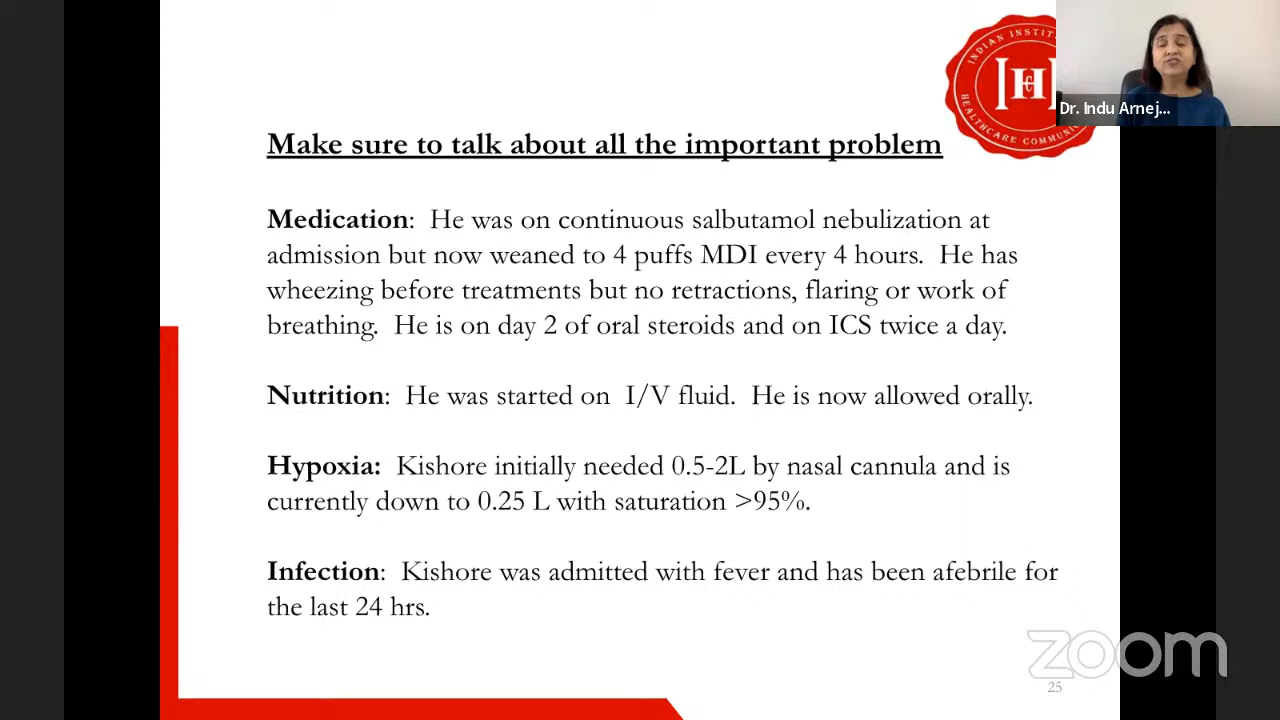 INDIAN INSTIT
HEALTHCARE COMMUNIC
Dr. Indu Arnej...
Make sure to talk about all the important problem
Medication: He was on continuous salbutamol nebulization at
admission but now weaned to 4 puffs MDI every 4 hours. He has
wheezing before treatments but no retractions, flaring or work of
breathing. He is on day 2 of oral steroids and on ICS twice a day.
Nutrition: He was started on I/V fluid. He is now allowed orally.
Hypoxia: Kishore initially needed 0.5-2L by nasal cannula and is
currently down to 0.25 L with saturation >95%.
Infection: Kishore was admitted with fever and has been afebrile for
the last 24 hrs.
zoom
25